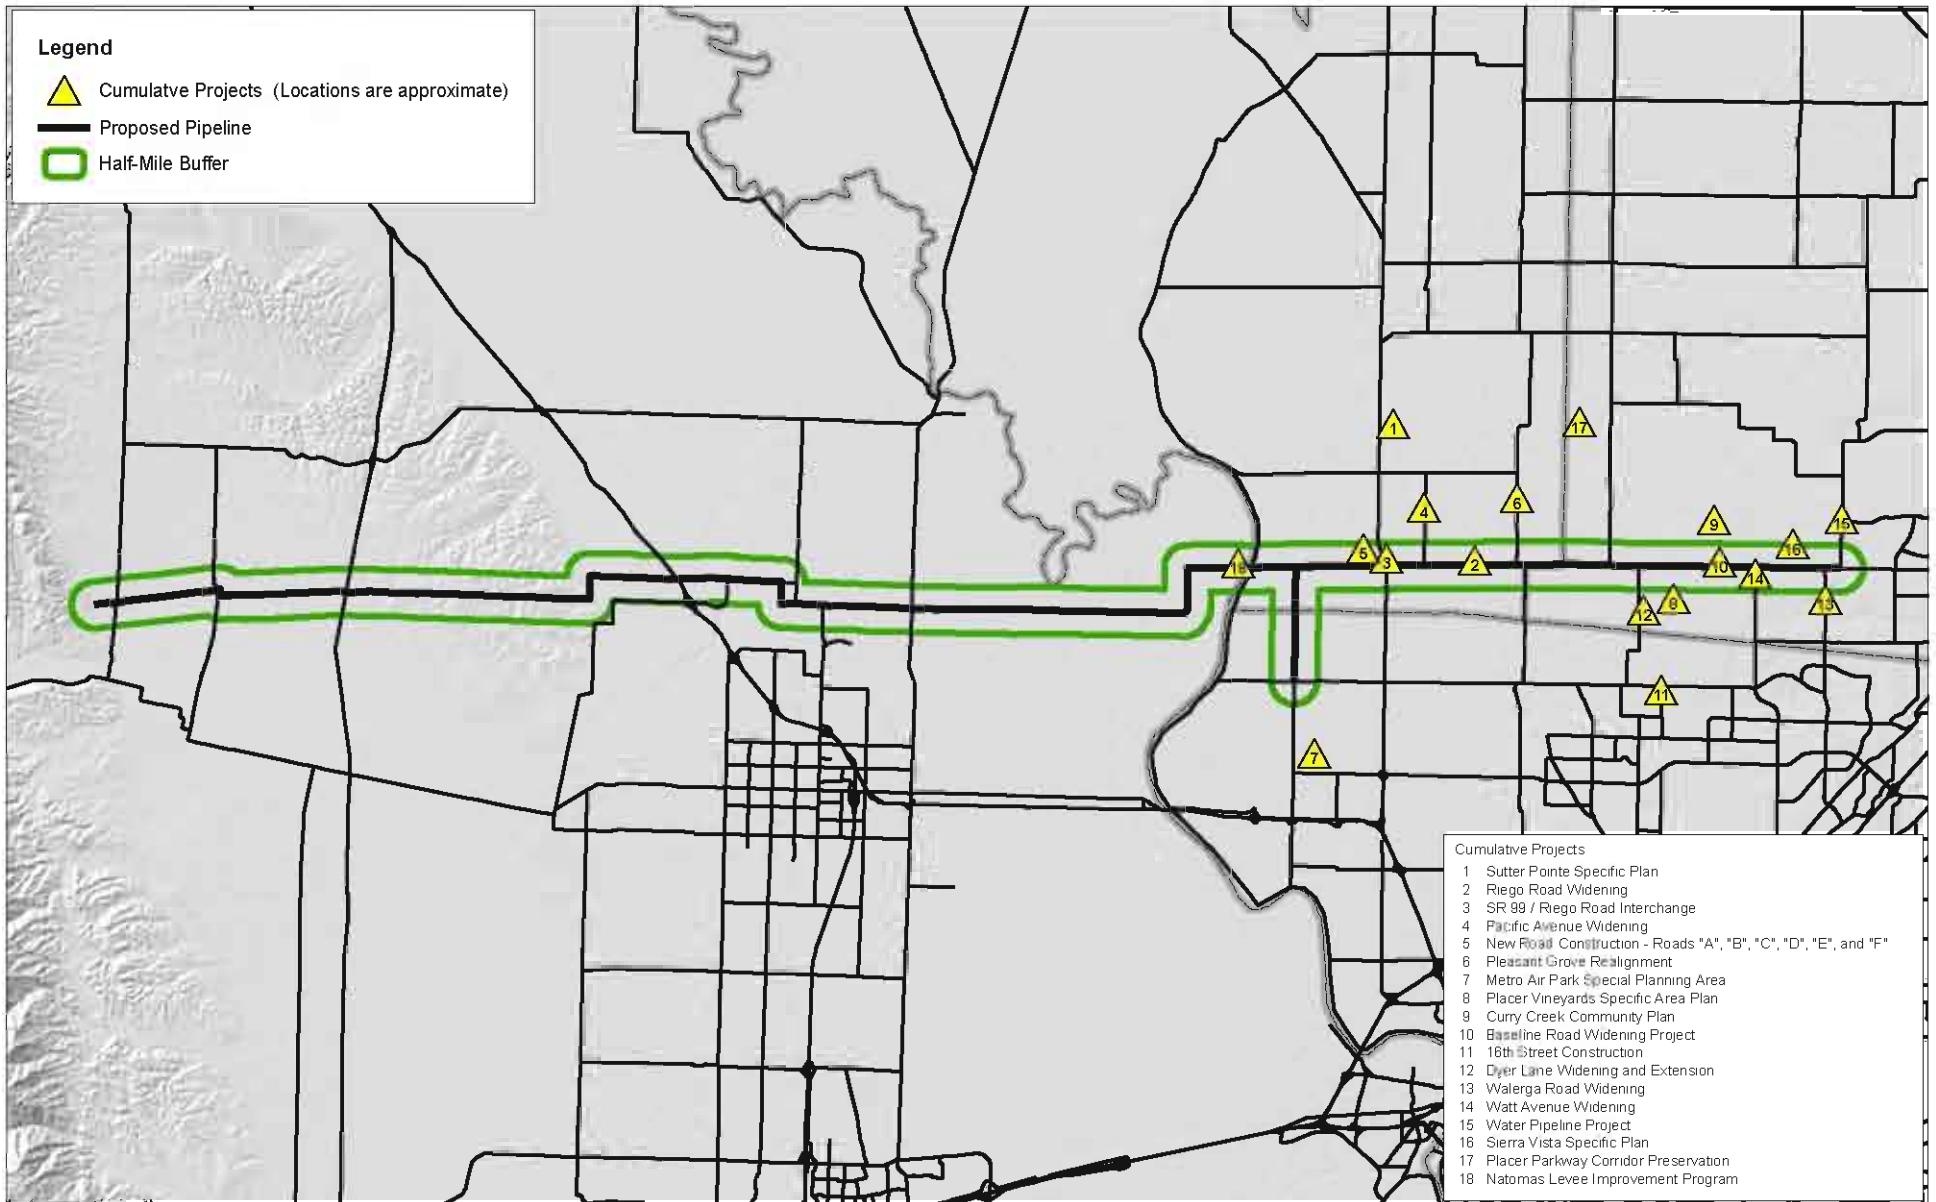 Legend
Cumulatve Projects (Locations are approximate)
Proposed Pipeline
Half-Mile Buffer
1
17
6
4
9
15
5
16
3
2
18
10
14
8
13
12
11
7
Cumulative Projects
1 Sutter Pointe Specific Plan
2 Riego Road Widening
3 SR 99 / Riego Road Interchange
4 Pacific Avenue Widening
5 New Road Construction - Roads "A", "B", "C", "D", "E", and "F"
6 Pleasant Grove Realignment
7 Metro Air Park Special Planning Area
8 Placer Vineyards Specific Area Plan
9 Curry Creek Community Plan
10 Baseline Road Widening Project
11 16th Street Construction
12 Dyer Lane Widening and Extension
13 Walerga Road Widening
14 Watt Avenue Widening
15 Water Pipeline Project
16 Sierra Vista Specific Plan
17 Placer Parkway Corridor Preservation
18 Natomas Levee Improvement Program